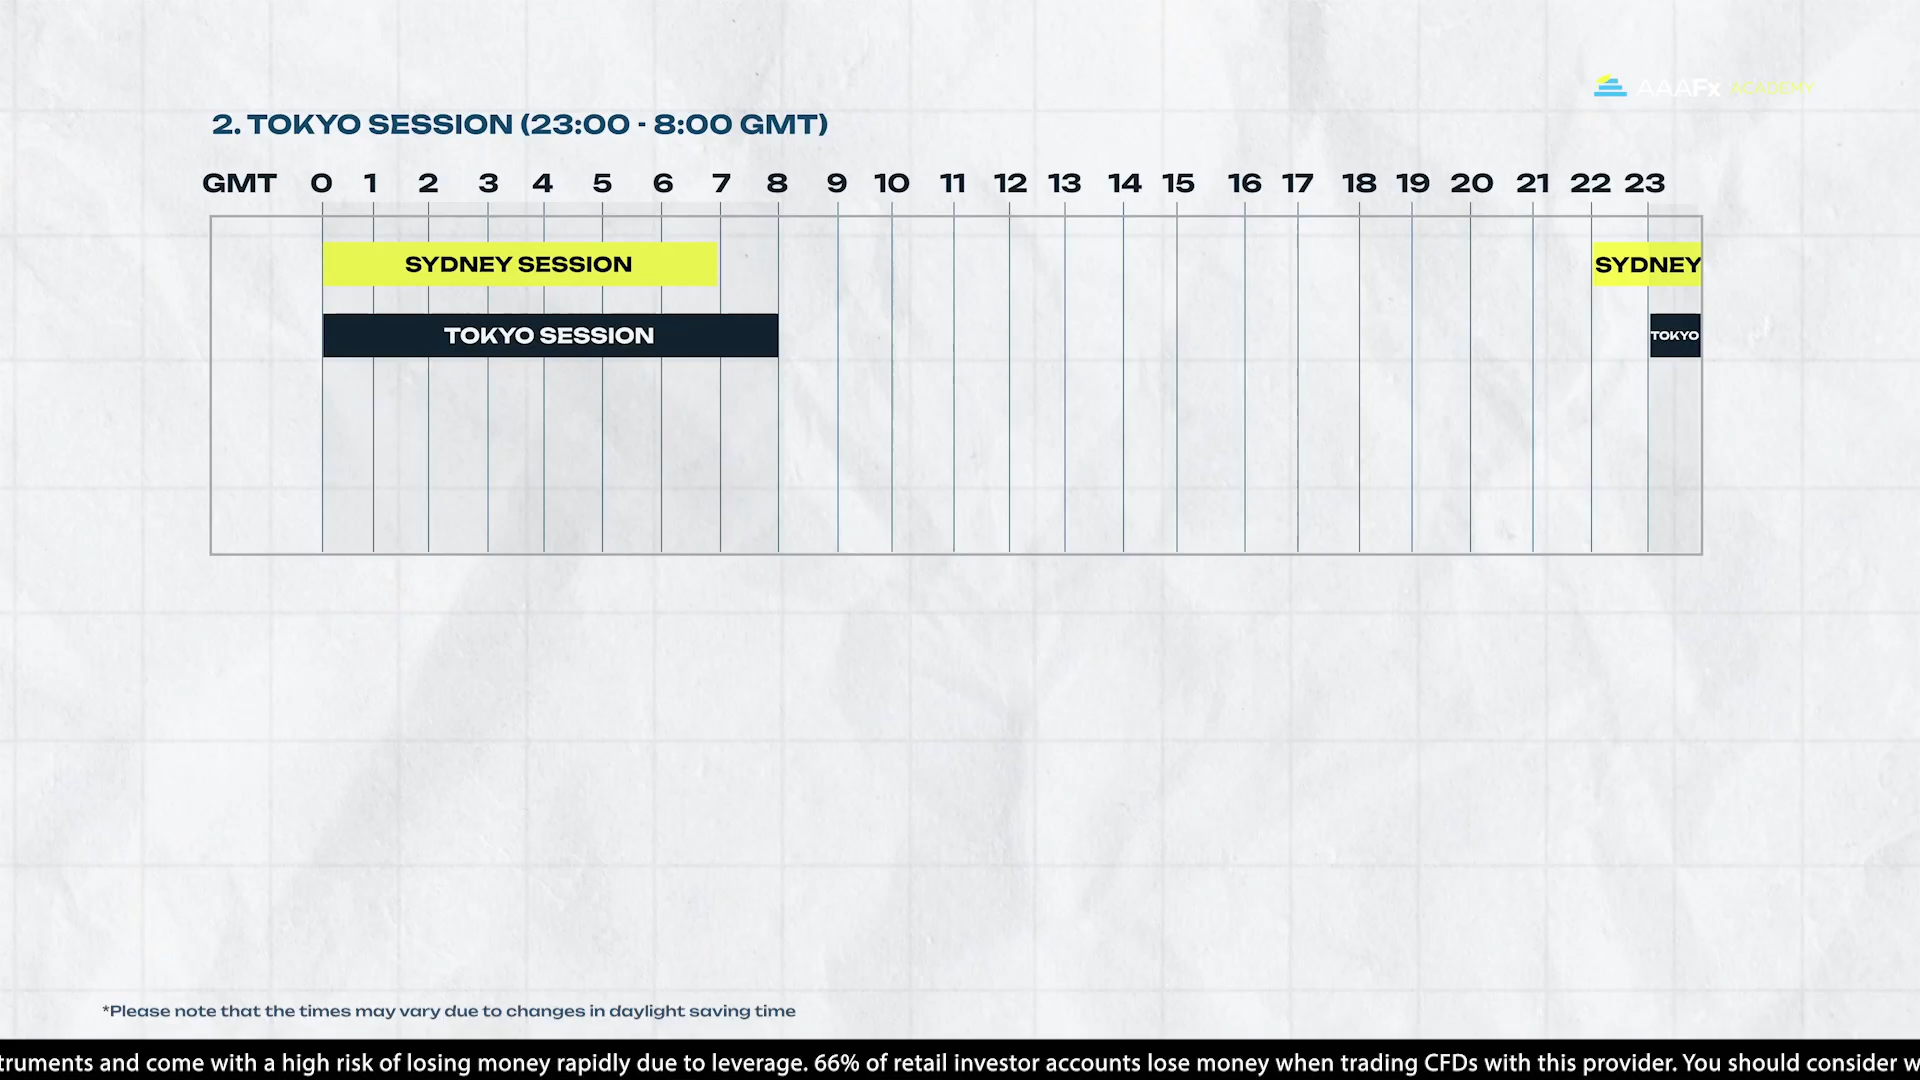 AAAFx ACADEMY
2. TOKYO SESSION (23:00 - 8:00 GMT)
GMT 0 1 2 3 4 5 6 7 8 9 10 11 12 13 14 15 16 17 18 19 20 21 22 23
SYDNEY SESSION SYDNEY
TOKYO SESSION TOKYO
*Please note that the times may vary due to changes in daylight saving time
truments and come with a high risk of losing money rapidly due to leverage. 66% of retail investor accounts lose money when trading CFDs with this provider. You should consider w